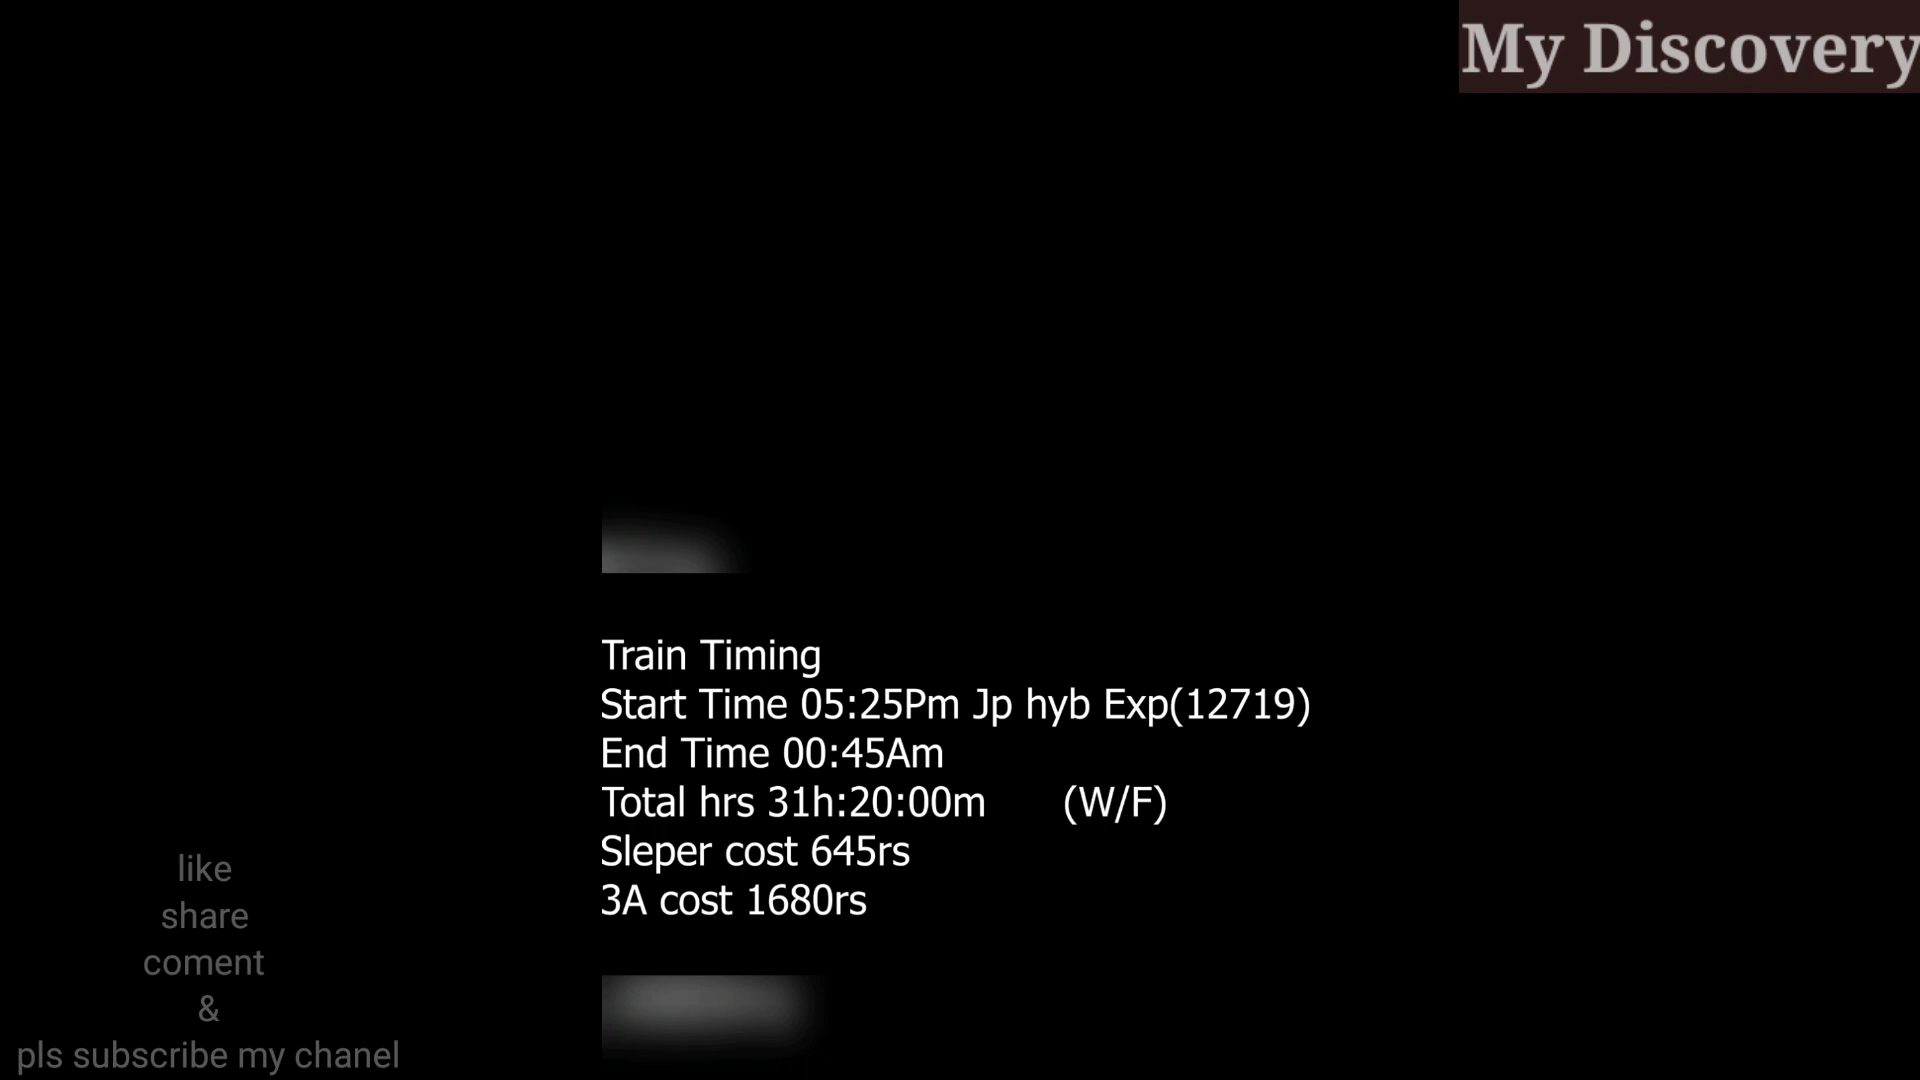 My Discovery
Train Timing
Start Time 05:25Pm Jp hyb Exp(12719)
End Time 00:45Am
Total hrs 31h:20:00m (W/F)
Sleper cost 645rs
3A cost 1680rs
like
share
coment
&
pls subscribe my chanel